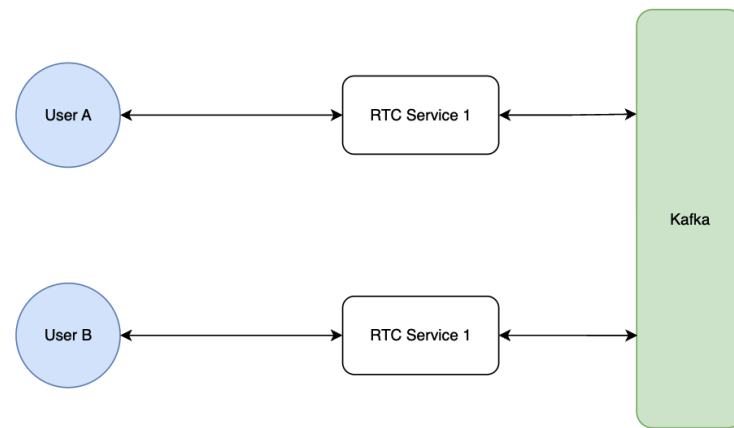 User A
RTC Service 1
Kafka
User B
RTC Service 1